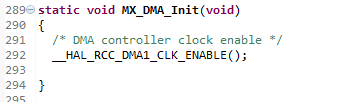 289 static void MX_DMA_Init(void)
290 {
291 /* DMA controller clock enable */
292 __HAL_RCC_DMA1_CLK_ENABLE();
293
294 }
295